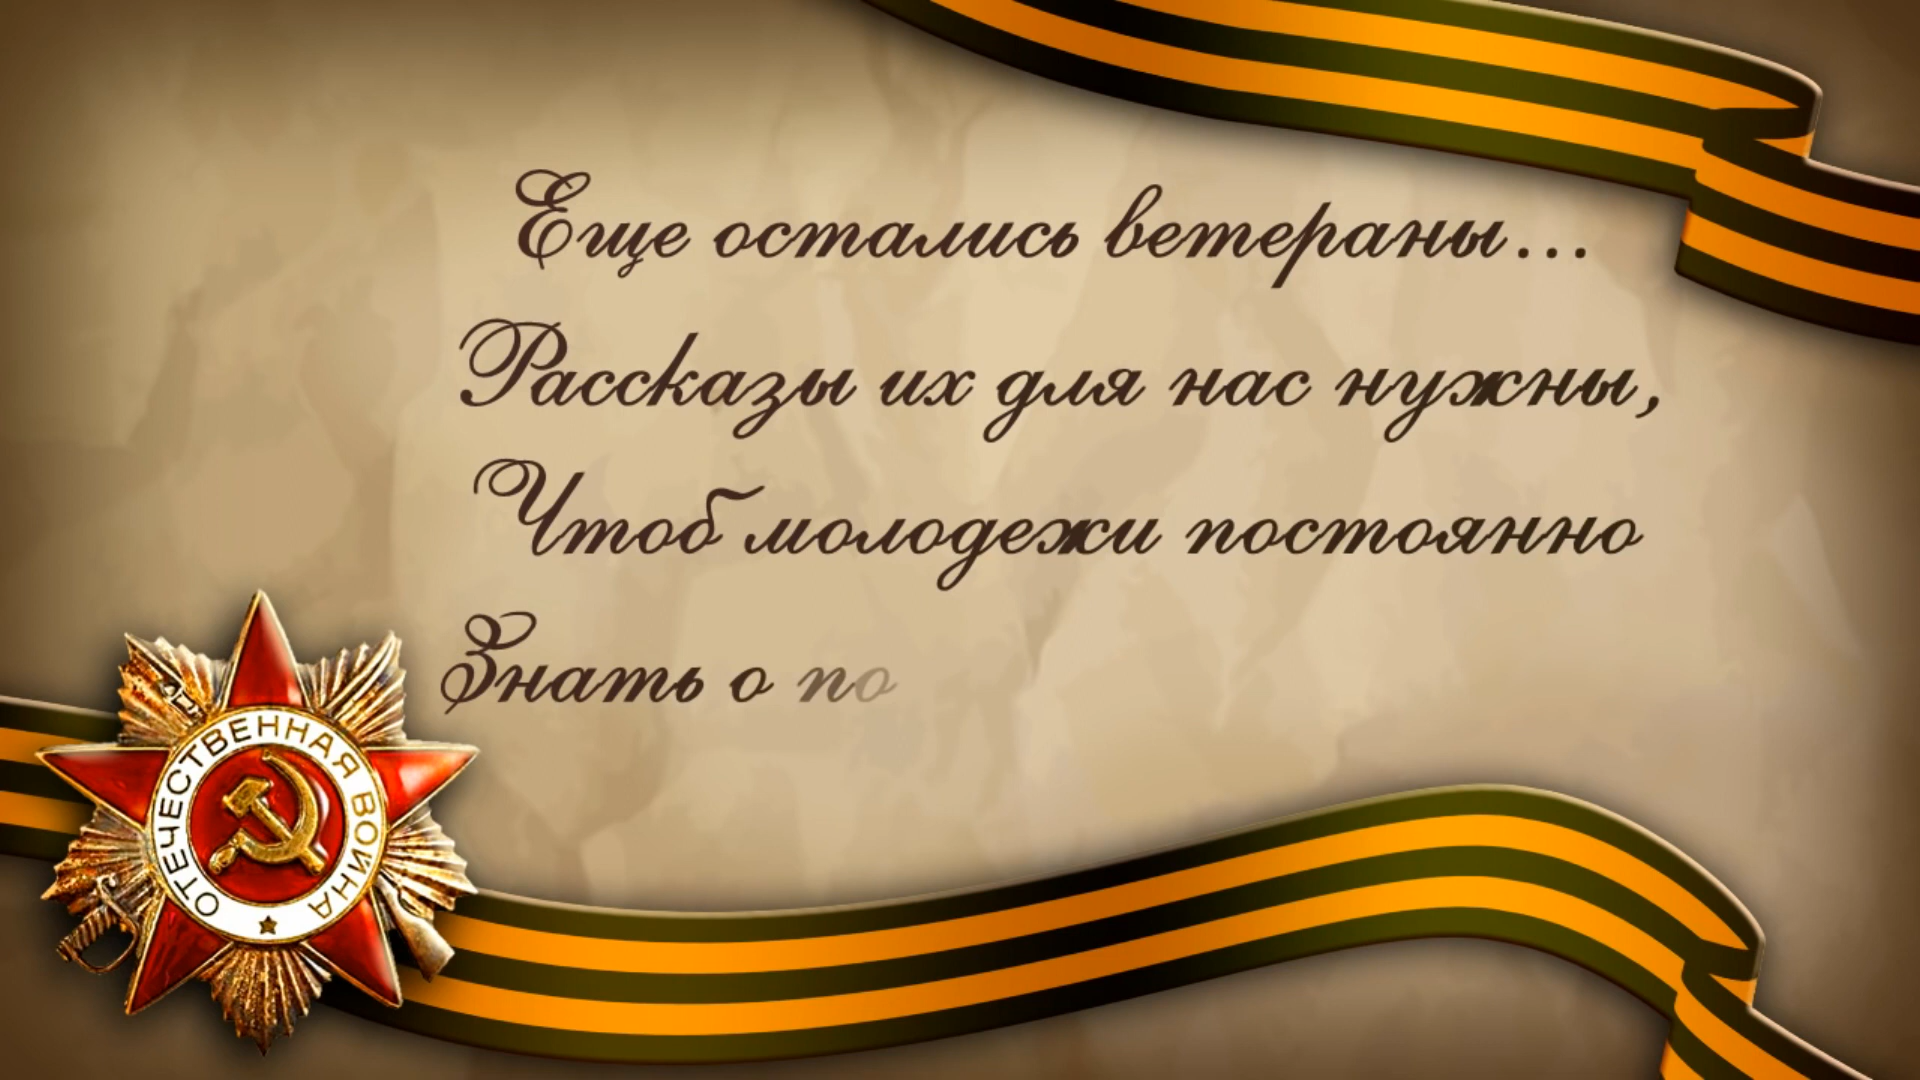 Еще остались ветераны...
Рассказы их для нас нужны,
Чтоб молодежи постоянно
Знать о по
ОТЕЧЕСТВЕННАЯ ВОЙНА